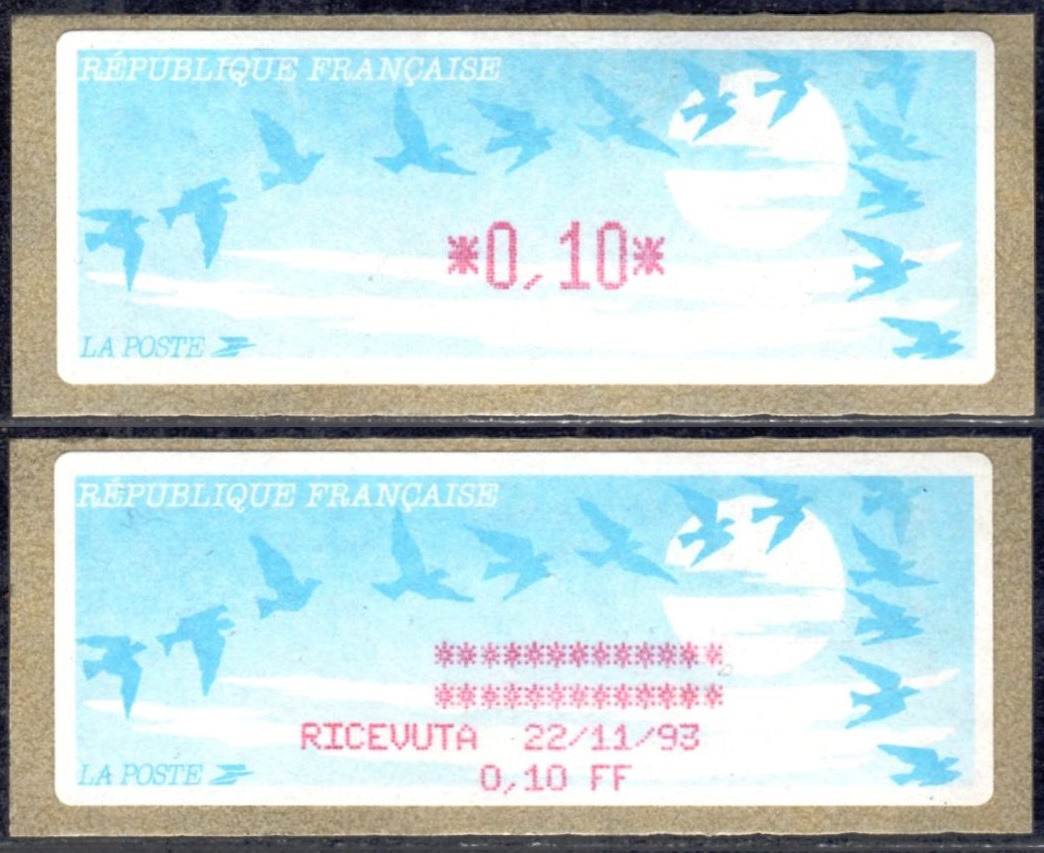 RÉPUBLIQUE FRANÇAISE
*0,10*
LA POSTE
RÉPUBLIQUE FRANÇAISE
*************
*************
RICEVUTA 22/11/93
0,10 FF
LA POSTE